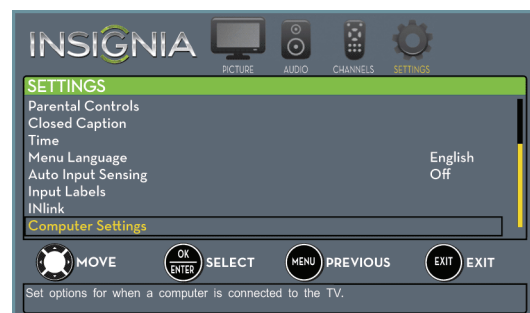 INSIGNIA
PICTURE AUDIO CHANNELS SETTINGS
SETTINGS
Parental Controls
Closed Caption
Time
Menu Language English
Auto Input Sensing Off
Input Labels
INlink
Computer Settings
MOVE OK ENTER SELECT MENU PREVIOUS EXIT EXIT
Set options for when a computer is connected to the TV.